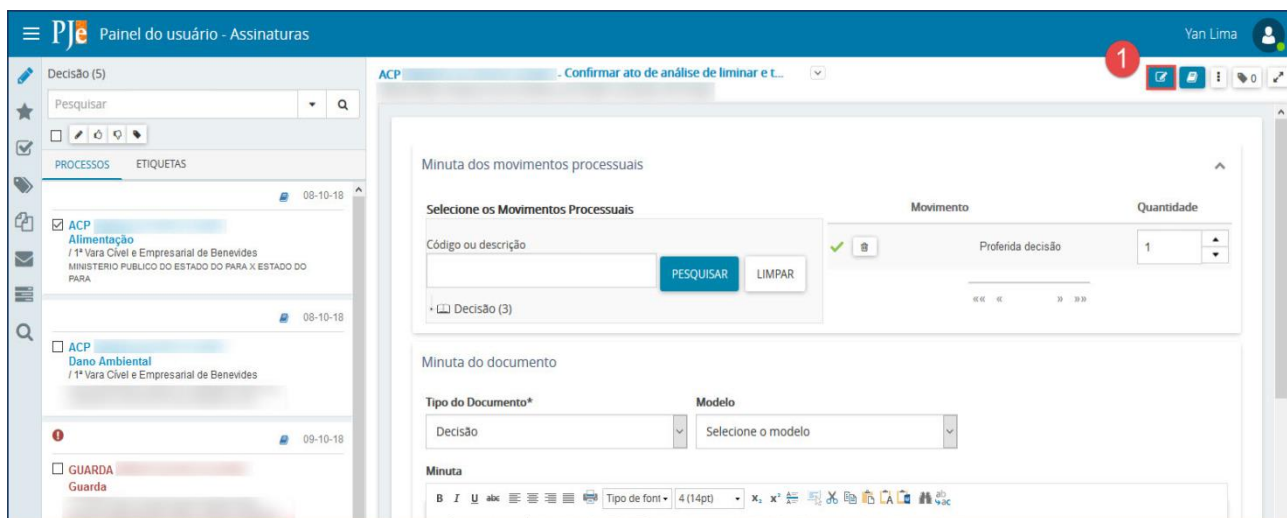 PJe Painel do usuário - Assinaturas
Yan Lima
1
Decisão (5)
Pesquisar
PROCESSOS ETIQUETAS
08-10-18
ACP
Alimentação
/ 1ª Vara Cível e Empresarial de Benevides
MINISTERIO PUBLICO DO ESTADO DO PARA X ESTADO DO
PARA
08-10-18
ACP
Dano Ambiental
/ 1ª Vara Cível e Empresarial de Benevides
09-10-18
GUARDA
Guarda
ACP . Confirmar ato de análise de liminar e t...
0
Minuta dos movimentos processuais
Selecione os Movimentos Processuais
Código ou descrição
PESQUISAR LIMPAR
Decisão (3)
Movimento Quantidade
Proferida decisão 1
«« « » »»
Minuta do documento
Tipo do Documento* Modelo
Decisão Selecione o modelo
Minuta
B I U abc Tipo de font 4 (14pt) x₂ x²